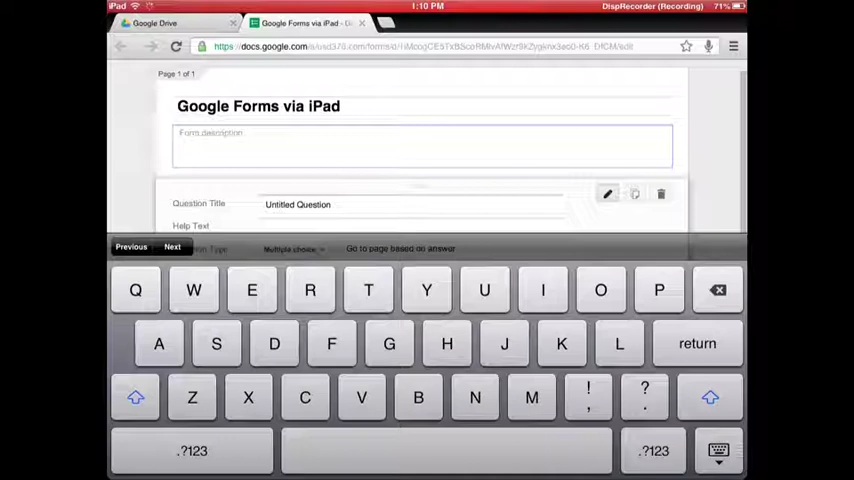 iPad 1:10 PM DispRecorder (Recording) 71%
Google Drive × Google Forms via iPad - G ×
https://docs.google.com
Page 1 of 1
Google Forms via iPad
Form description
Question Title Untitled Question
Help Text
Previous Next Type Multiple choice Go to page based on answer
Q W E R T Y U I O P
A S D F G H J K L return
Z X C V B N M ! , ? .
.?123 .?123